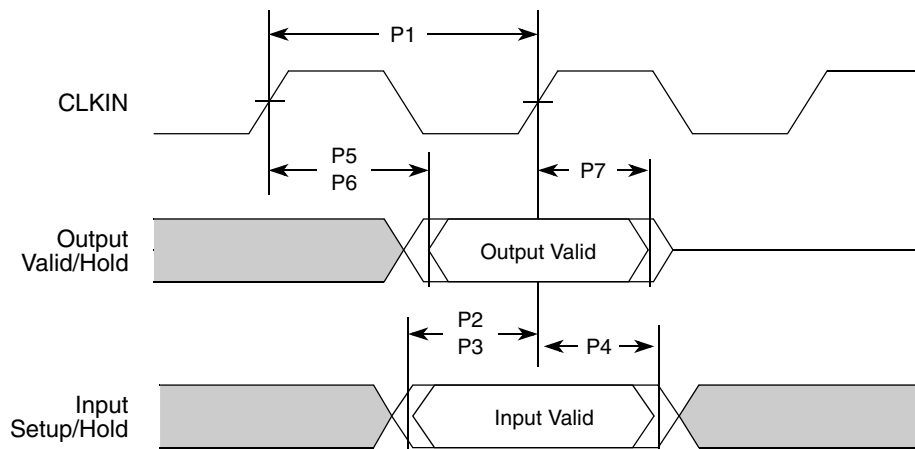 P1
CLKIN
P5
P6
P7
Output
Valid/Hold
Output Valid
P2
P3
P4
Input
Setup/Hold
Input Valid